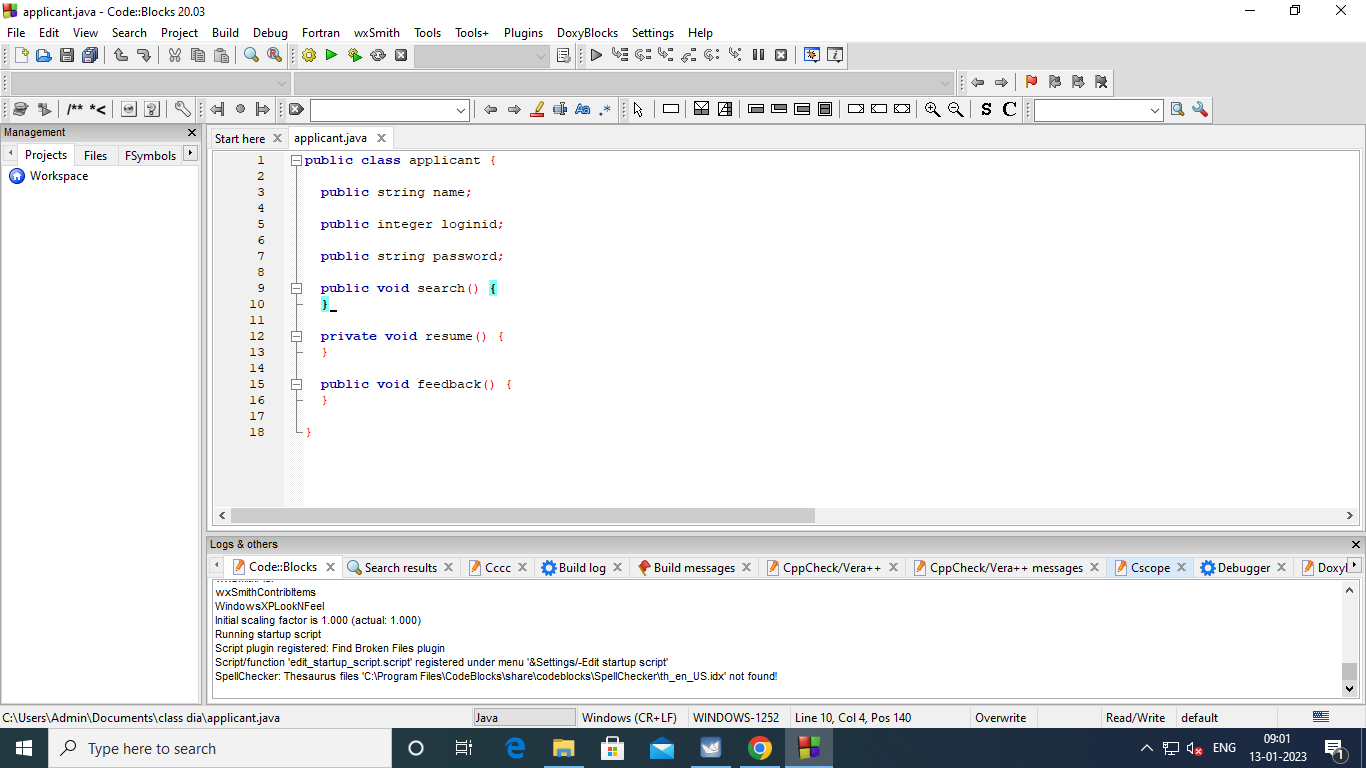 applicant.java - Code::Blocks 20.03
File Edit View Search Project Build Debug Fortran wxSmith Tools Tools+ Plugins DoxyBlocks Settings Help
/** *<
Aa .*
S C
Management
Projects Files FSymbols
Workspace
Start here applicant.java
1 public class applicant {
2
3 public string name;
4
5 public integer loginid;
6
7 public string password;
8
9 public void search() {
10 }
11
12 private void resume() {
13 }
14
15 public void feedback() {
16 }
17
18 }
Logs & others
Code::Blocks Search results Cccc Build log Build messages CppCheck/Vera++ CppCheck/Vera++ messages Cscope Debugger
wxSmithContribItems
WindowsXPLookNFeel
Initial scaling factor is 1.000 (actual: 1.000)
Running startup script
Script plugin registered: Find Broken Files plugin
Script/function 'edit_startup_script.script' registered under menu '&Settings/-Edit startup script'
SpellChecker: Thesaurus files 'C:\Program Files\CodeBlocks\share\codeblocks\SpellChecker\th_en_US.idx' not found!
C:\Users\Admin\Documents\class dia\applicant.java Java Windows (CR+LF) WINDOWS-1252 Line 10, Col 4, Pos 140 Overwrite Read/Write default
Type here to search
ENG
09:01
13-01-2023
1